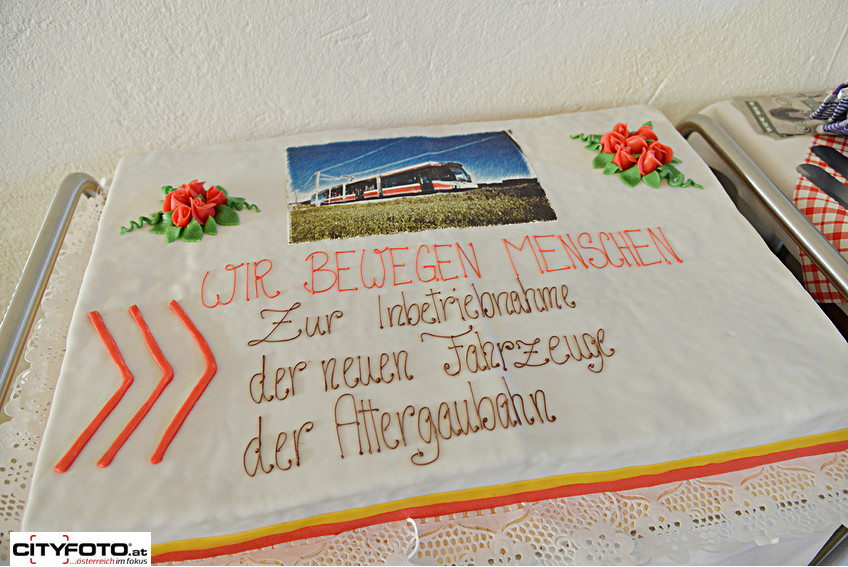 WIR BEWEGEN MENSCHEN
Zur Inbetriebnahme
der neuen Fahrzeuge
der Attergaubahn
CITYFOTO.at
...österreich im fokus